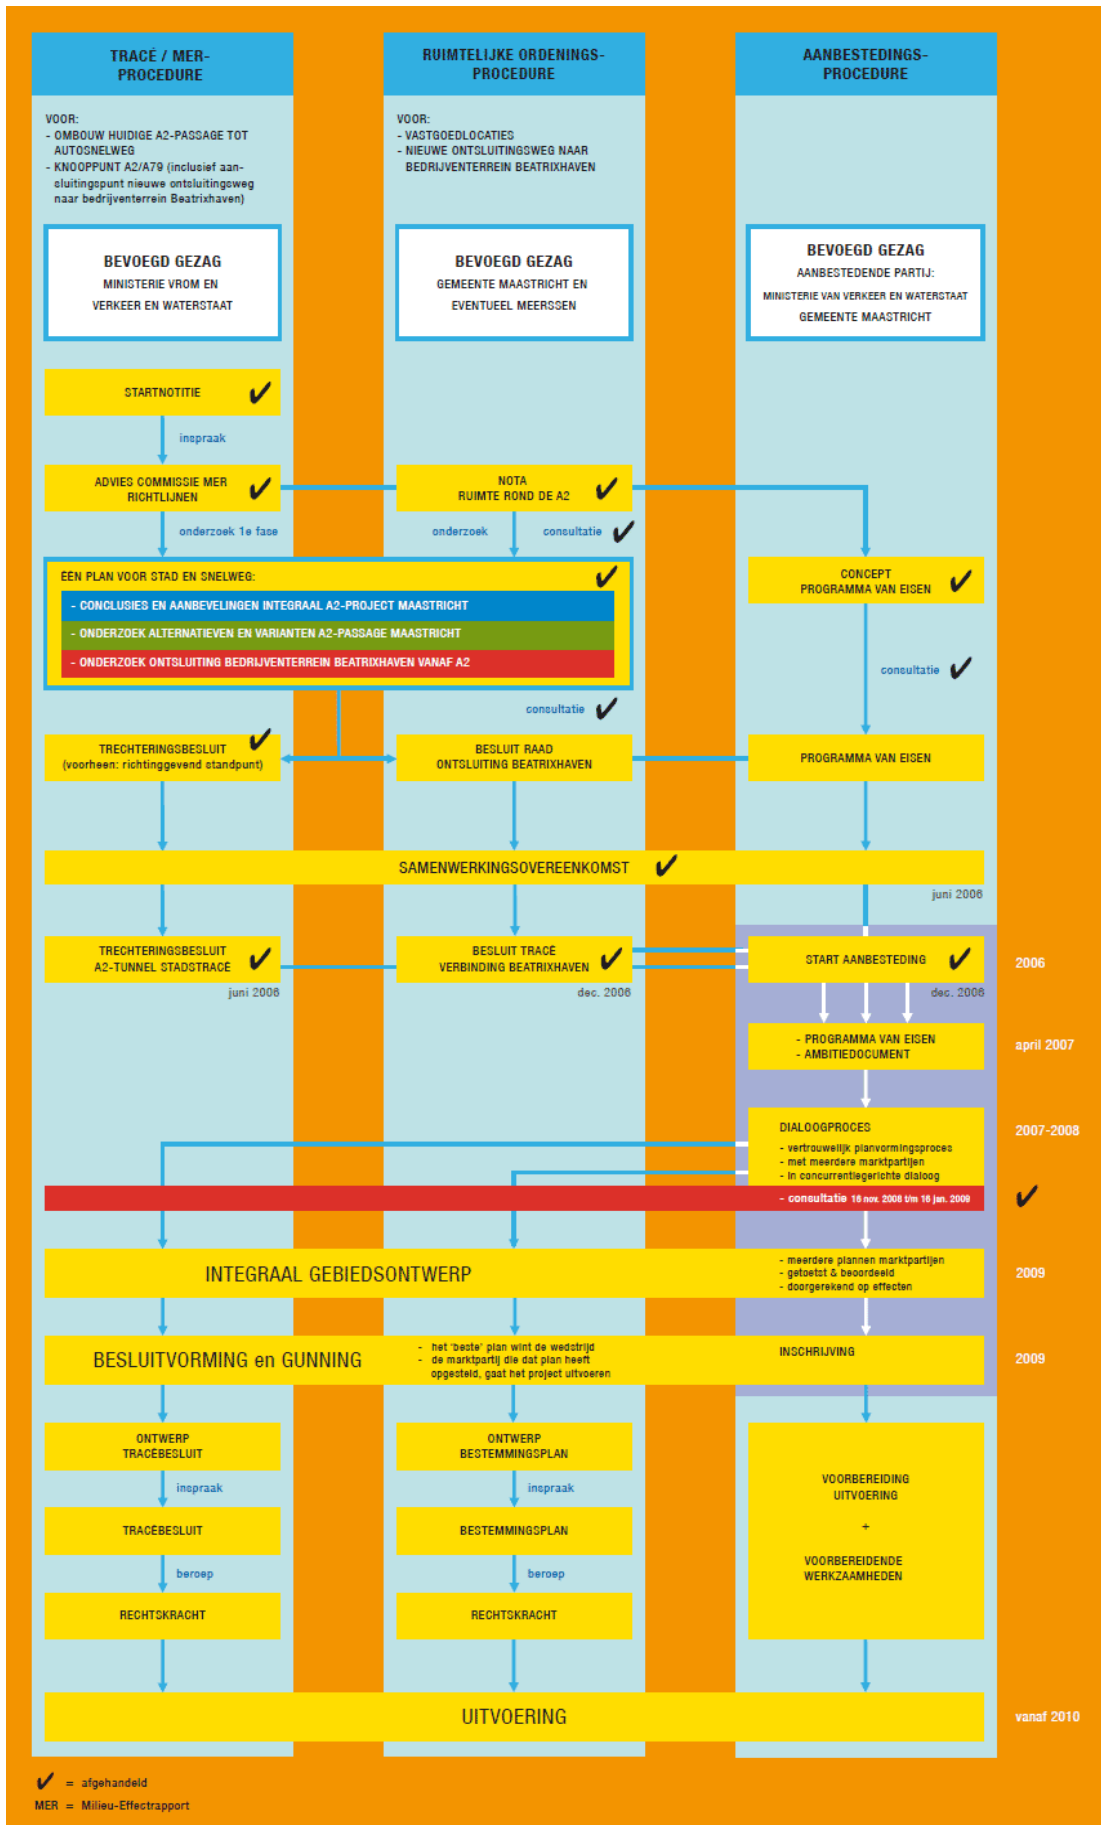 TRACÉ / MER-
PROCEDURE
RUIMTELIJKE ORDENINGS-
PROCEDURE
AANBESTEDINGS-
PROCEDURE
VOOR:
- OMBOUW HUIDIGE A2-PASSAGE TOT
AUTOSNELWEG
- KNOOPPUNT A2/A79 (inclusief aan-
sluitingspunt nieuwe ontsluitingsweg
naar bedrijventerrein Beatrixhaven)
VOOR:
- VASTGOEDLOCATIES
- NIEUWE ONTSLUITINGSWEG NAAR
BEDRIJVENTERREIN BEATRIXHAVEN
BEVOEGD GEZAG
MINISTERIE VROM EN
VERKEER EN WATERSTAAT
BEVOEGD GEZAG
GEMEENTE MAASTRICHT EN
EVENTUEEL MEERSSEN
BEVOEGD GEZAG
AANBESTEDENDE PARTIJ:
MINISTERIE VAN VERKEER EN WATERSTAAT
GEMEENTE MAASTRICHT
STARTNOTITIE ✔
inspraak
ADVIES COMMISSIE MER
RICHTLIJNEN ✔
NOTA
RUIMTE ROND DE A2 ✔
onderzoek 1e fase
onderzoek
consultatie ✔
ÉÉN PLAN VOOR STAD EN SNELWEG: ✔
- CONCLUSIES EN AANBEVELINGEN INTEGRAAL A2-PROJECT MAASTRICHT
- ONDERZOEK ALTERNATIEVEN EN VARIANTEN A2-PASSAGE MAASTRICHT
- ONDERZOEK ONTSLUITING BEDRIJVENTERREIN BEATRIXHAVEN VANAF A2
CONCEPT
PROGRAMMA VAN EISEN ✔
consultatie ✔
consultatie ✔
TRECHTERINGSBESLUIT ✔
(voorheen: richtinggevend standpunt)
BESLUIT RAAD
ONTSLUITING BEATRIXHAVEN
PROGRAMMA VAN EISEN
SAMENWERKINGSOVEREENKOMST ✔
juni 2006
TRECHTERINGSBESLUIT
A2-TUNNEL STADSTRACÉ ✔
juni 2006
BESLUIT TRACÉ
VERBINDING BEATRIXHAVEN ✔
dec. 2006
START AANBESTEDING ✔
dec. 2006
2006
- PROGRAMMA VAN EISEN
- AMBITIEDOCUMENT
april 2007
DIALOOGPROCES
- vertrouwelijk planvormingsproces
- met meerdere marktpartijen
- in concurrentiegerichte dialoog
2007-2008
- consultatie 16 nov. 2008 t/m 16 jan. 2009
✔
INTEGRAAL GEBIEDSONTWERP
- meerdere plannen marktpartijen
- getoetst & beoordeeld
- doorgerekend op effecten
2009
BESLUITVORMING en GUNNING
- het 'beste' plan wint de wedstrijd
- de marktpartij die dat plan heeft
opgesteld, gaat het project uitvoeren
INSCHRIJVING
2009
ONTWERP
TRACÉBESLUIT
ONTWERP
BESTEMMINGSPLAN
inspraak
inspraak
TRACÉBESLUIT
BESTEMMINGSPLAN
beroep
beroep
RECHTSKRACHT
RECHTSKRACHT
VOORBEREIDING
UITVOERING
+
VOORBEREIDENDE
WERKZAAMHEDEN
UITVOERING
vanaf 2010
✔ = afgehandeld
MER = Milieu-Effectrapport